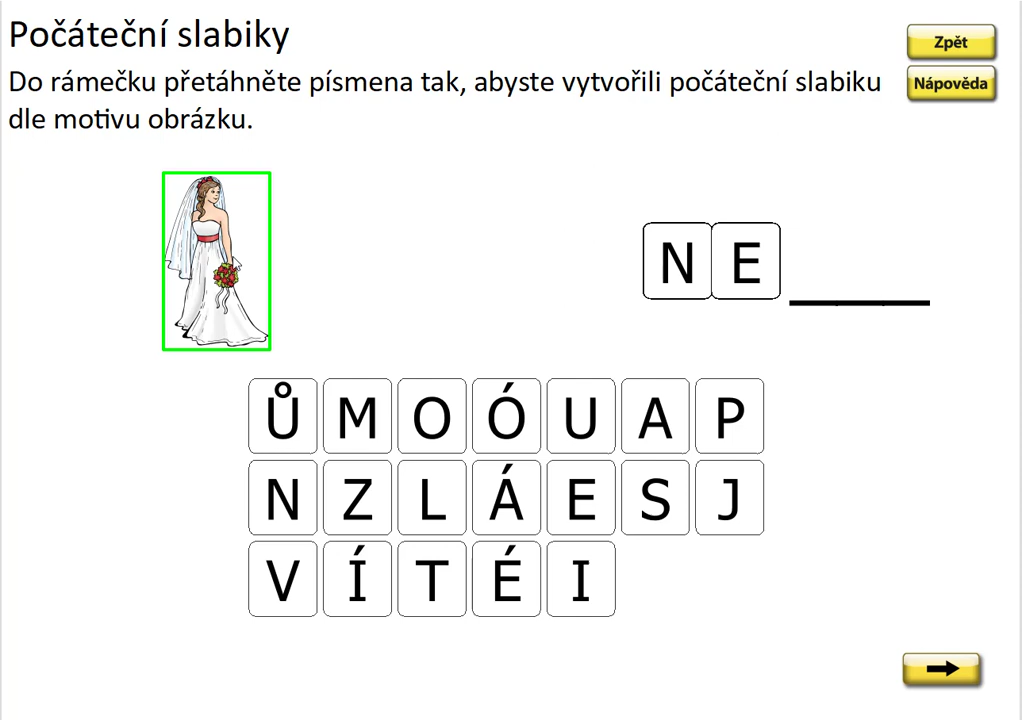 Počáteční slabiky
Zpět
Do rámečku přetáhněte písmena tak, abyste vytvořili počáteční slabiku
Nápověda
dle motivu obrázku.
N E
Ů M O Ó U A P
N Z L Á E S J
V Í T É I